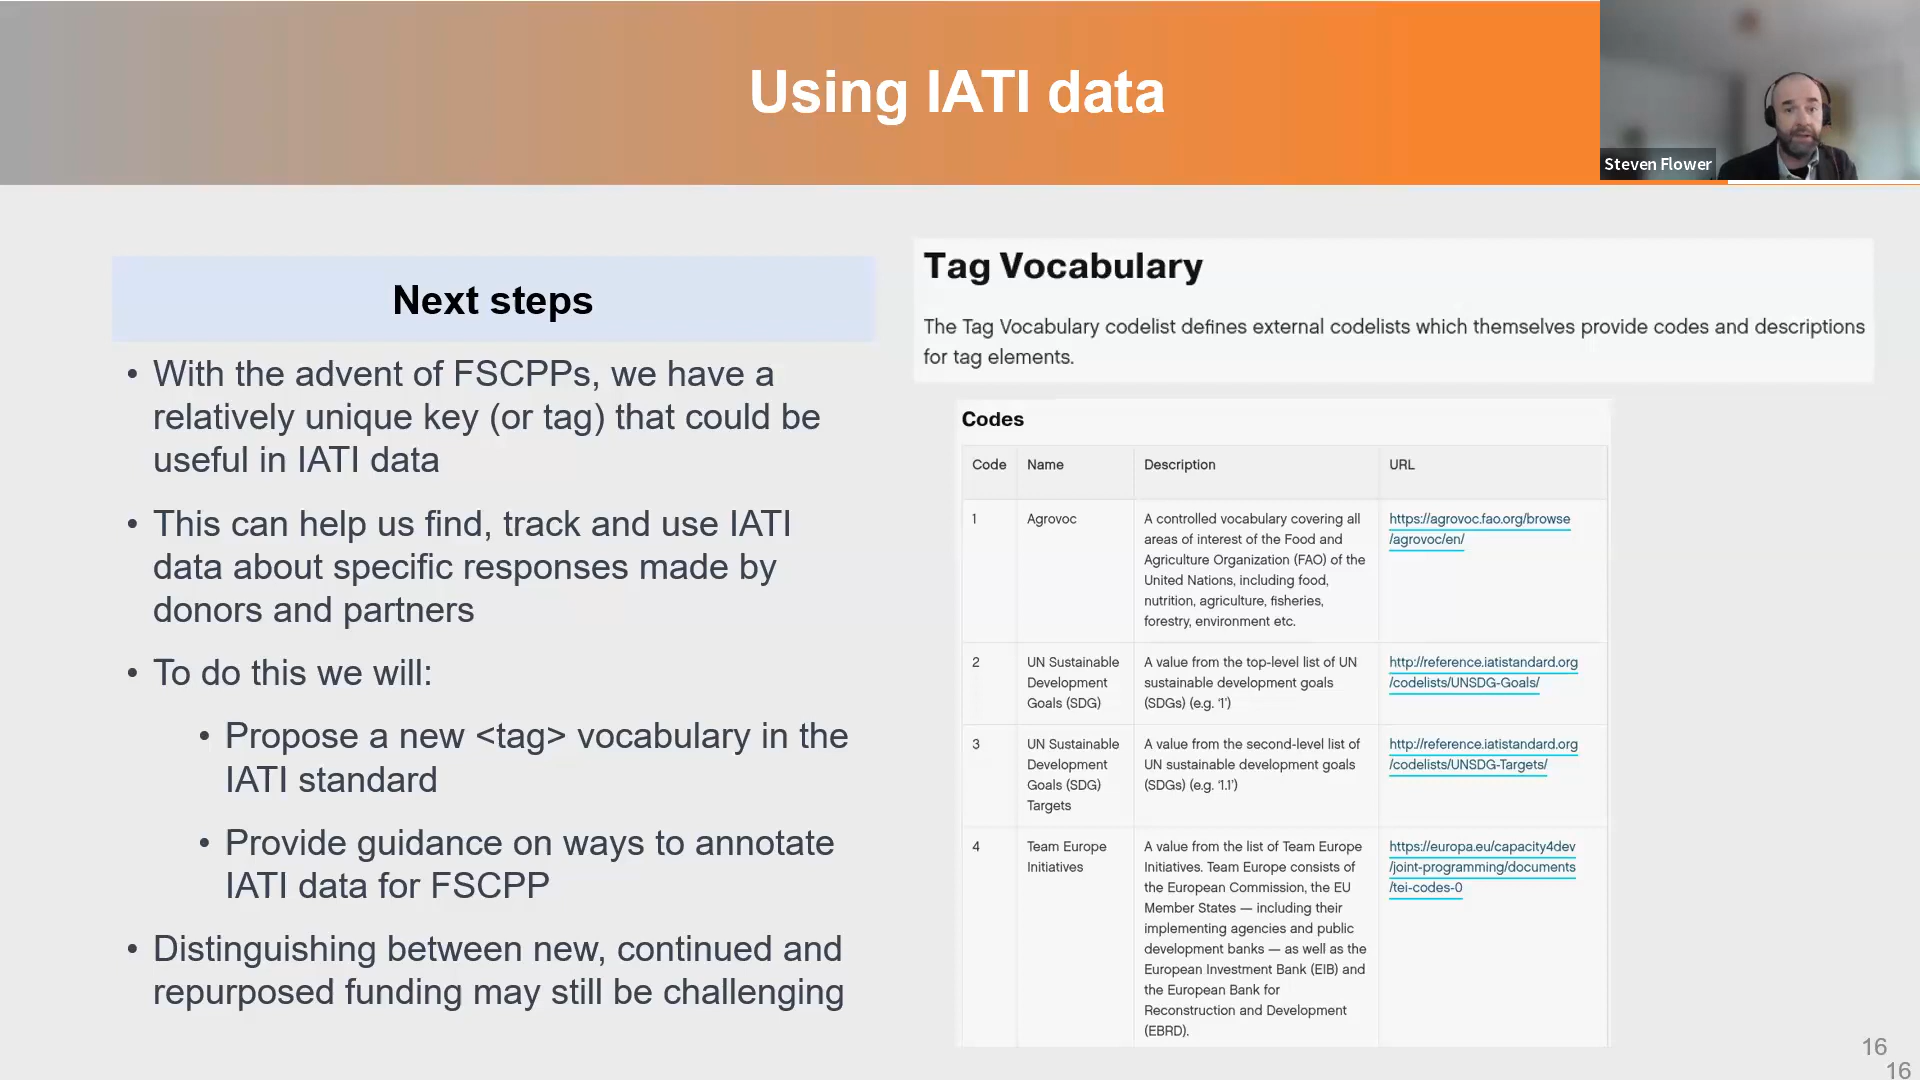 Using IATI data
Steven Flower
Next steps
• With the advent of FSCPPs, we have a
relatively unique key (or tag) that could be
useful in IATI data
• This can help us find, track and use IATI
data about specific responses made by
donors and partners
• To do this we will:
• Propose a new <tag> vocabulary in the
IATI standard
• Provide guidance on ways to annotate
IATI data for FSCPP
• Distinguishing between new, continued and
repurposed funding may still be challenging
Tag Vocabulary
The Tag Vocabulary codelist defines external codelists which themselves provide codes and descriptions
for tag elements.
Codes
Code Name Description URL
1 Agrovoc A controlled vocabulary covering all https://agrovoc.fao.org/browse
areas of interest of the Food and /agrovoc/en/
Agriculture Organization (FAO) of the
United Nations, including food,
nutrition, agriculture, fisheries,
forestry, environment etc.
2 UN Sustainable A value from the top-level list of UN http://reference.iatistandard.org
Development sustainable development goals /codelists/UNSDG-Goals/
Goals (SDG) (SDGs) (e.g. '1')
3 UN Sustainable A value from the second-level list of http://reference.iatistandard.org
Development UN sustainable development goals /codelists/UNSDG-Targets/
Goals (SDG) (SDGs) (e.g. '1.1')
Targets
4 Team Europe A value from the list of Team Europe https://europa.eu/capacity4dev
Initiatives Initiatives. Team Europe consists of /joint-programming/documents
the European Commission, the EU /tei-codes-0
Member States — including their
implementing agencies and public
development banks — as well as the
European Investment Bank (EIB) and
the European Bank for
Reconstruction and Development
(EBRD).
16
16